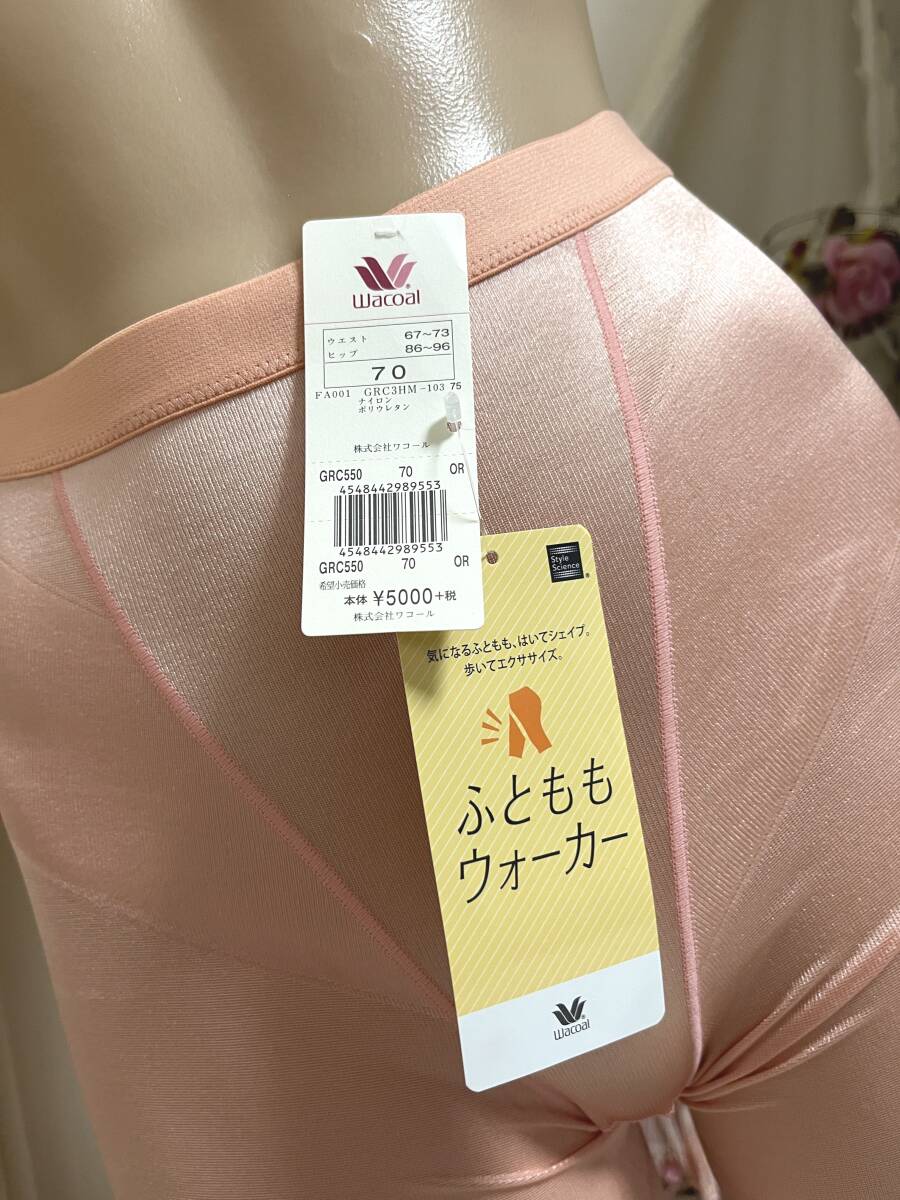 Wacoal
ウエスト 67~73
ヒップ 86~96
70
FA001 GRC3HM-103 75
ナイロン
ポリウレタン
株式会社ワコール
GRC550 70 OR
4548442989553
4548442989553
GRC550 70 OR
希望小売価格
本体 ¥5000+税
株式会社ワコール
Style
Science
気になるふともも、はいてシェイプ。
歩いてエクササイズ。
ふともも
ウォーカー
Wacoal